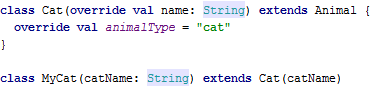 class Cat(override val name: String) extends Animal {
  override val animalType = "cat"
}
class MyCat(catName: String) extends Cat(catName)